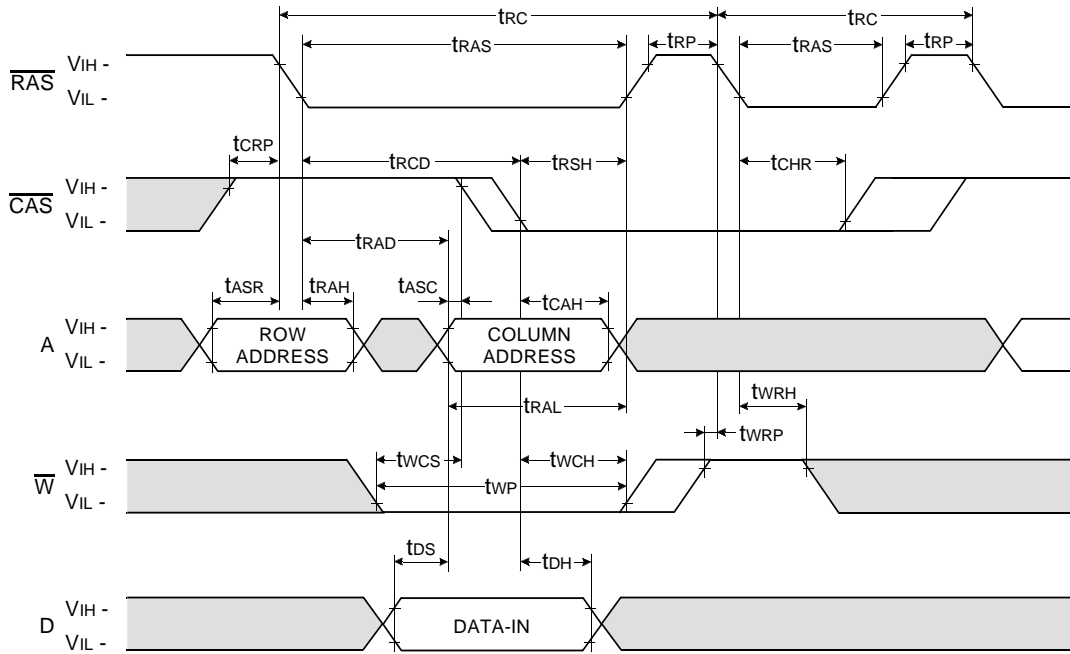 tRC tRC
tRAS tRP tRAS tRP
RAS VIH -
VIL -
tCRP tRCD tRSH tCHR
CAS VIH -
VIL -
tRAD
tASR tRAH tASC tCAH
A VIH -
VIL -
ROW
ADDRESS
COLUMN
ADDRESS
tRAL tWRH
tWRP
W VIH -
VIL -
tWCS tWCH
tWP
tDS tDH
D VIH -
VIL -
DATA-IN